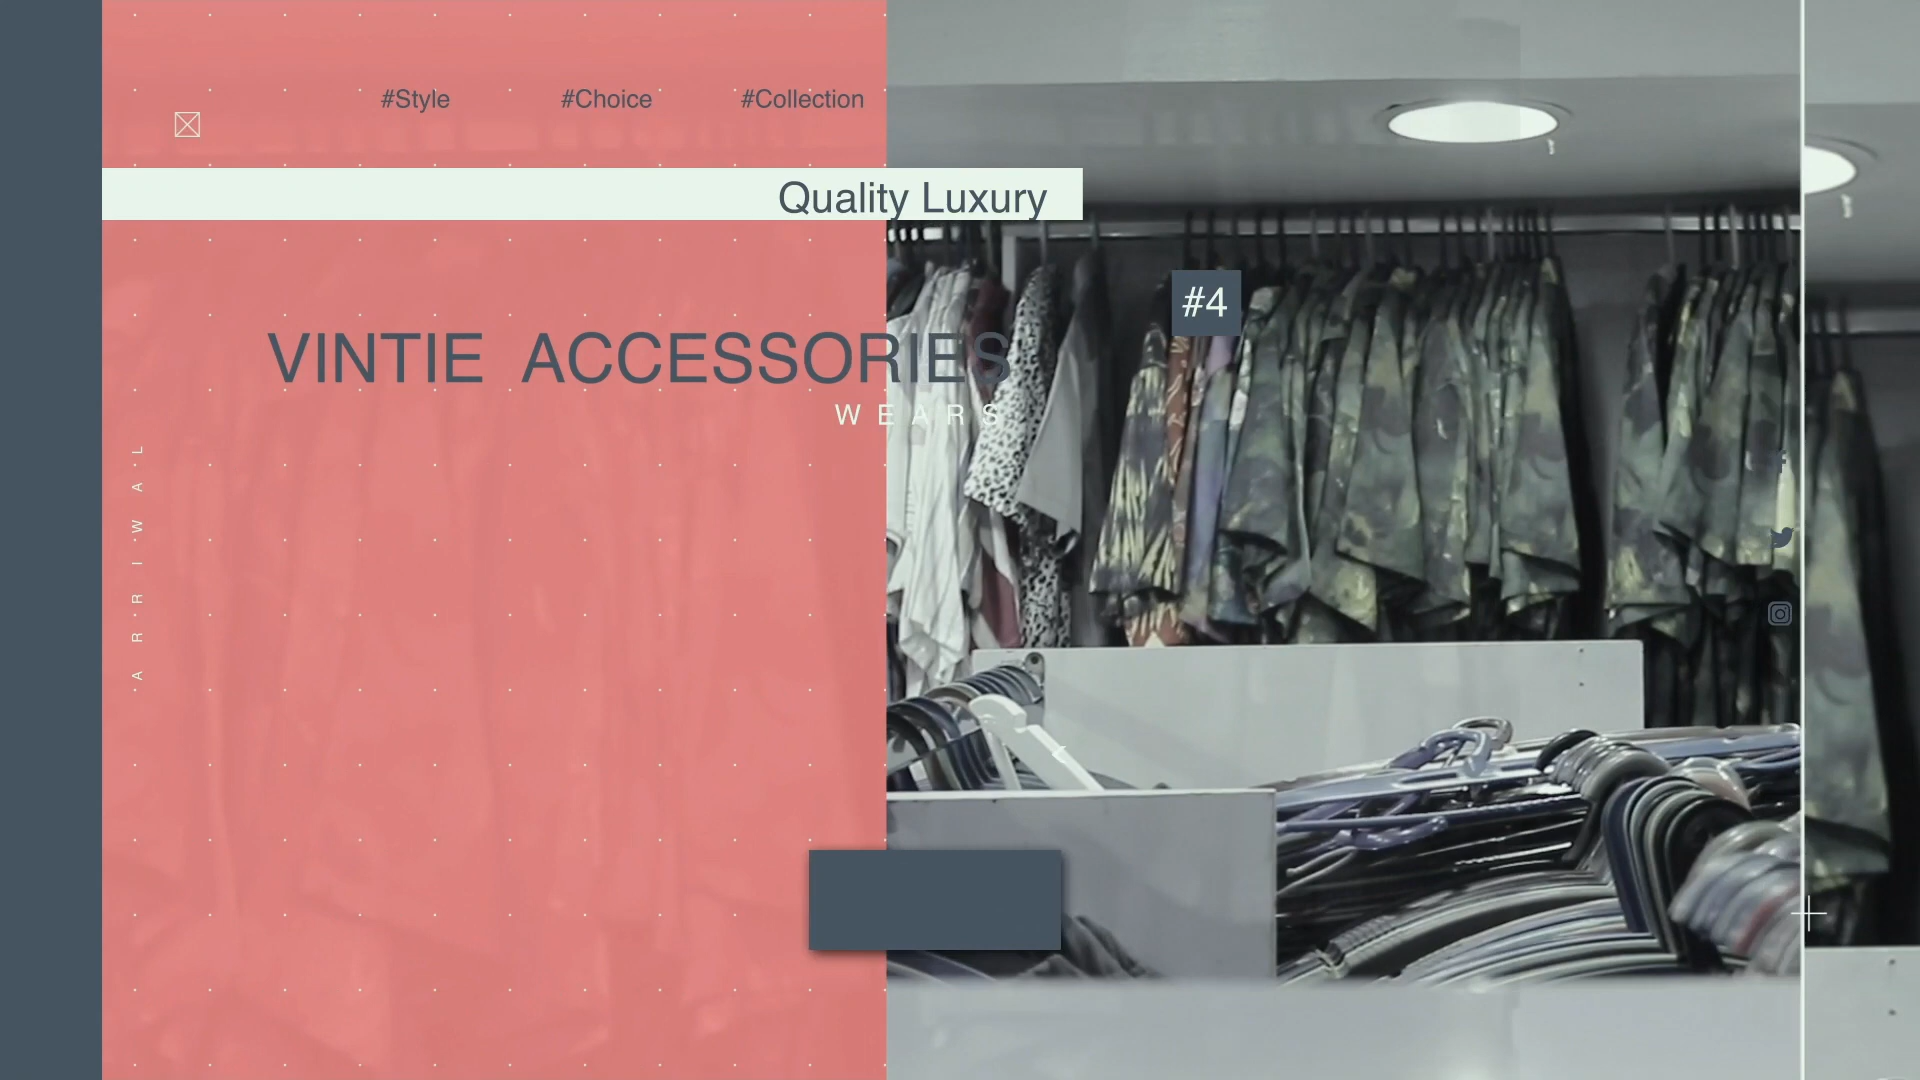 #Style #Choice #Collection
Quality Luxury
#4
VINTIE ACCESSORIES
WEARS
ARRIWAL